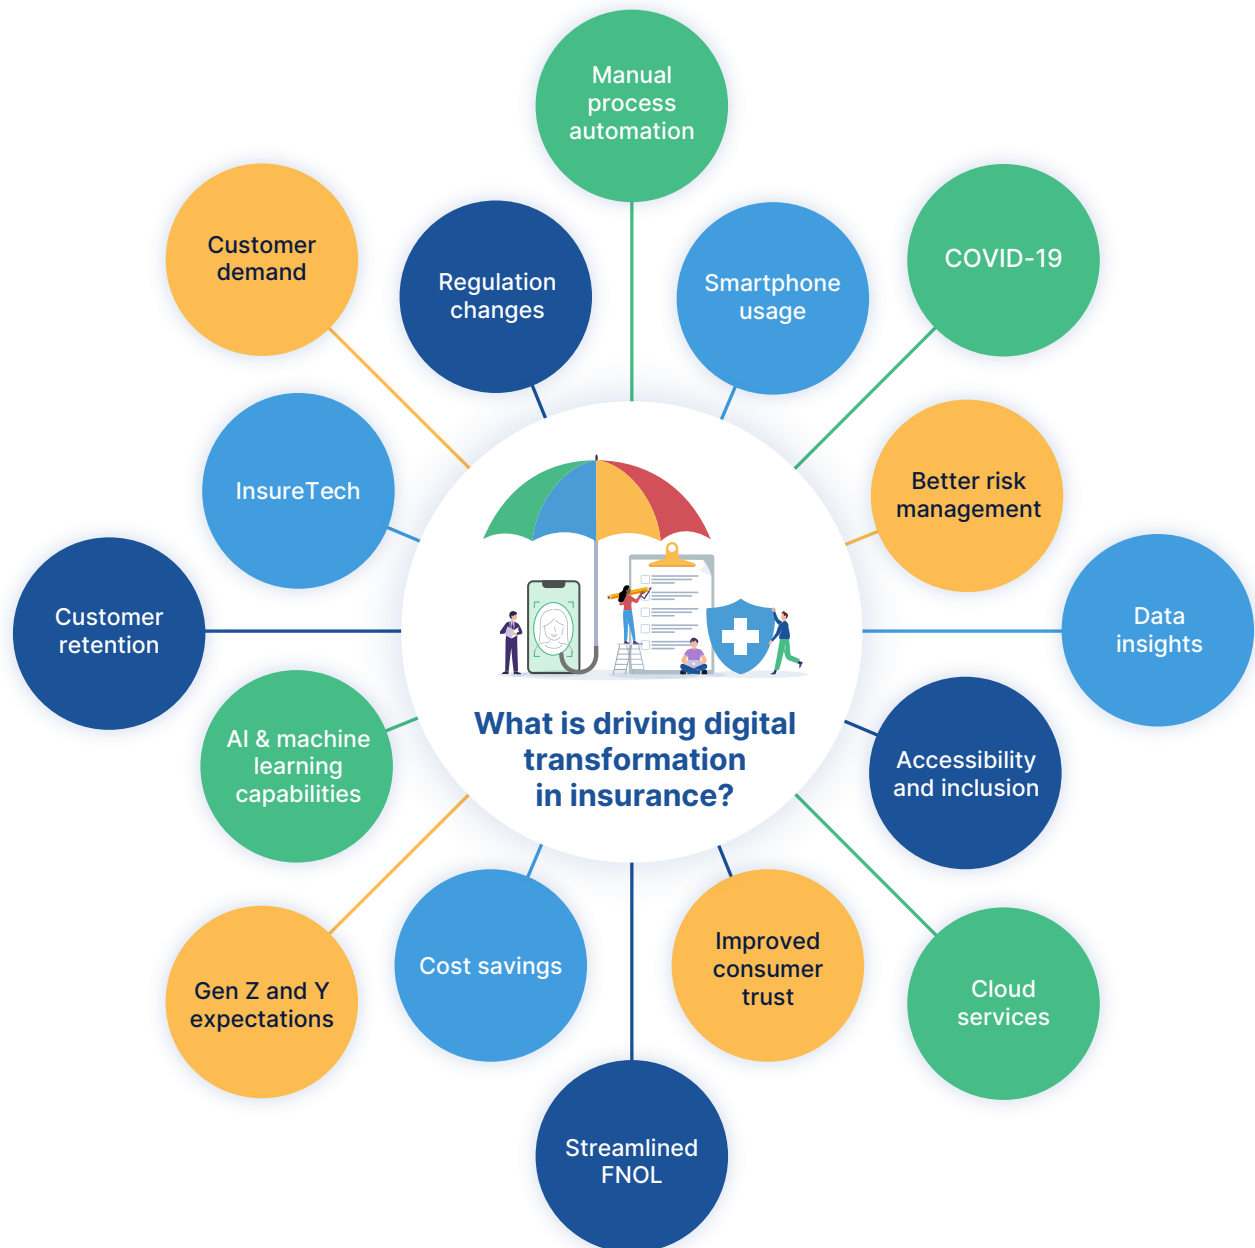 Manual
process
automation
Customer
demand
Regulation
changes
Smartphone
usage
COVID-19
InsureTech
Better risk
management
Customer
retention
Data
insights
What is driving digital
transformation
in insurance?
AI & machine
learning
capabilities
Accessibility
and inclusion
Gen Z and Y
expectations
Cost savings
Improved
consumer
trust
Cloud
services
Streamlined
FNOL